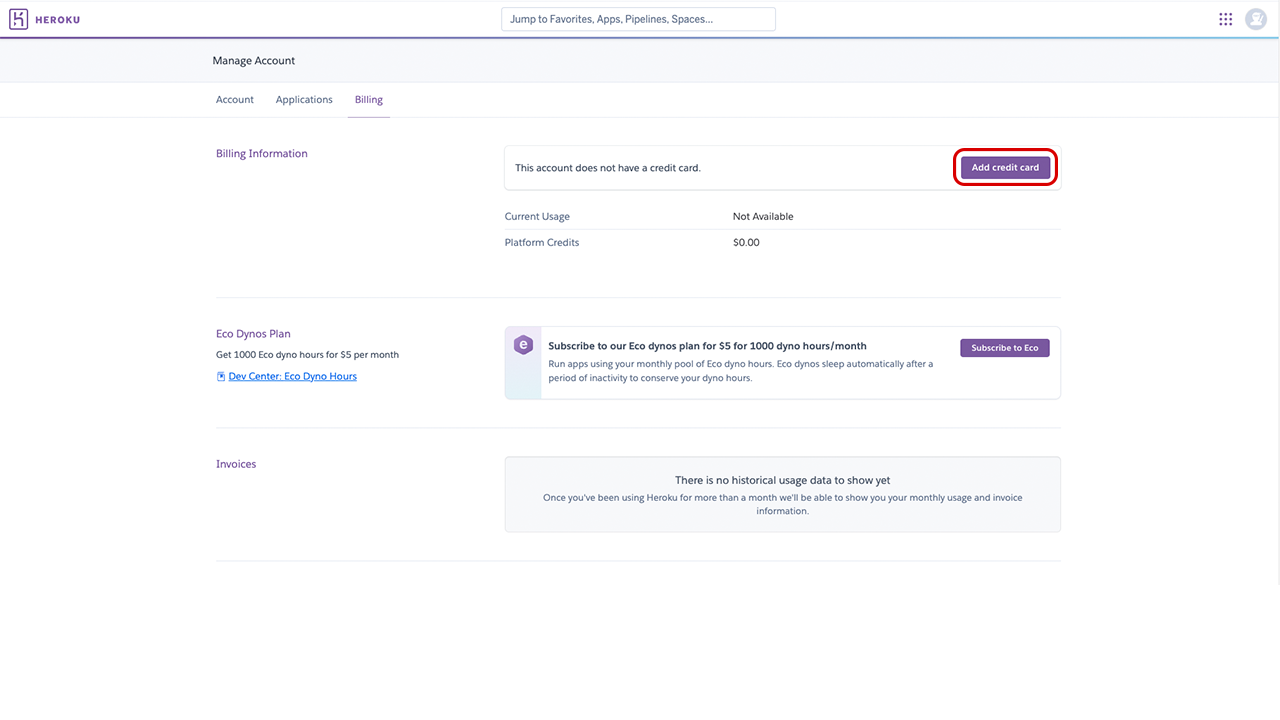 HEROKU
Jump to Favorites, Apps, Pipelines, Spaces...
Manage Account
Account Applications Billing
Billing Information
This account does not have a credit card.
Add credit card
Current Usage Not Available
Platform Credits $0.00
Eco Dynos Plan
Get 1000 Eco dyno hours for $5 per month
Dev Center: Eco Dyno Hours
e
Subscribe to our Eco dynos plan for $5 for 1000 dyno hours/month
Run apps using your monthly pool of Eco dyno hours. Eco dynos sleep automatically after a
period of inactivity to conserve your dyno hours.
Subscribe to Eco
Invoices
There is no historical usage data to show yet
Once you've been using Heroku for more than a month we'll be able to show you your monthly usage and invoice
information.